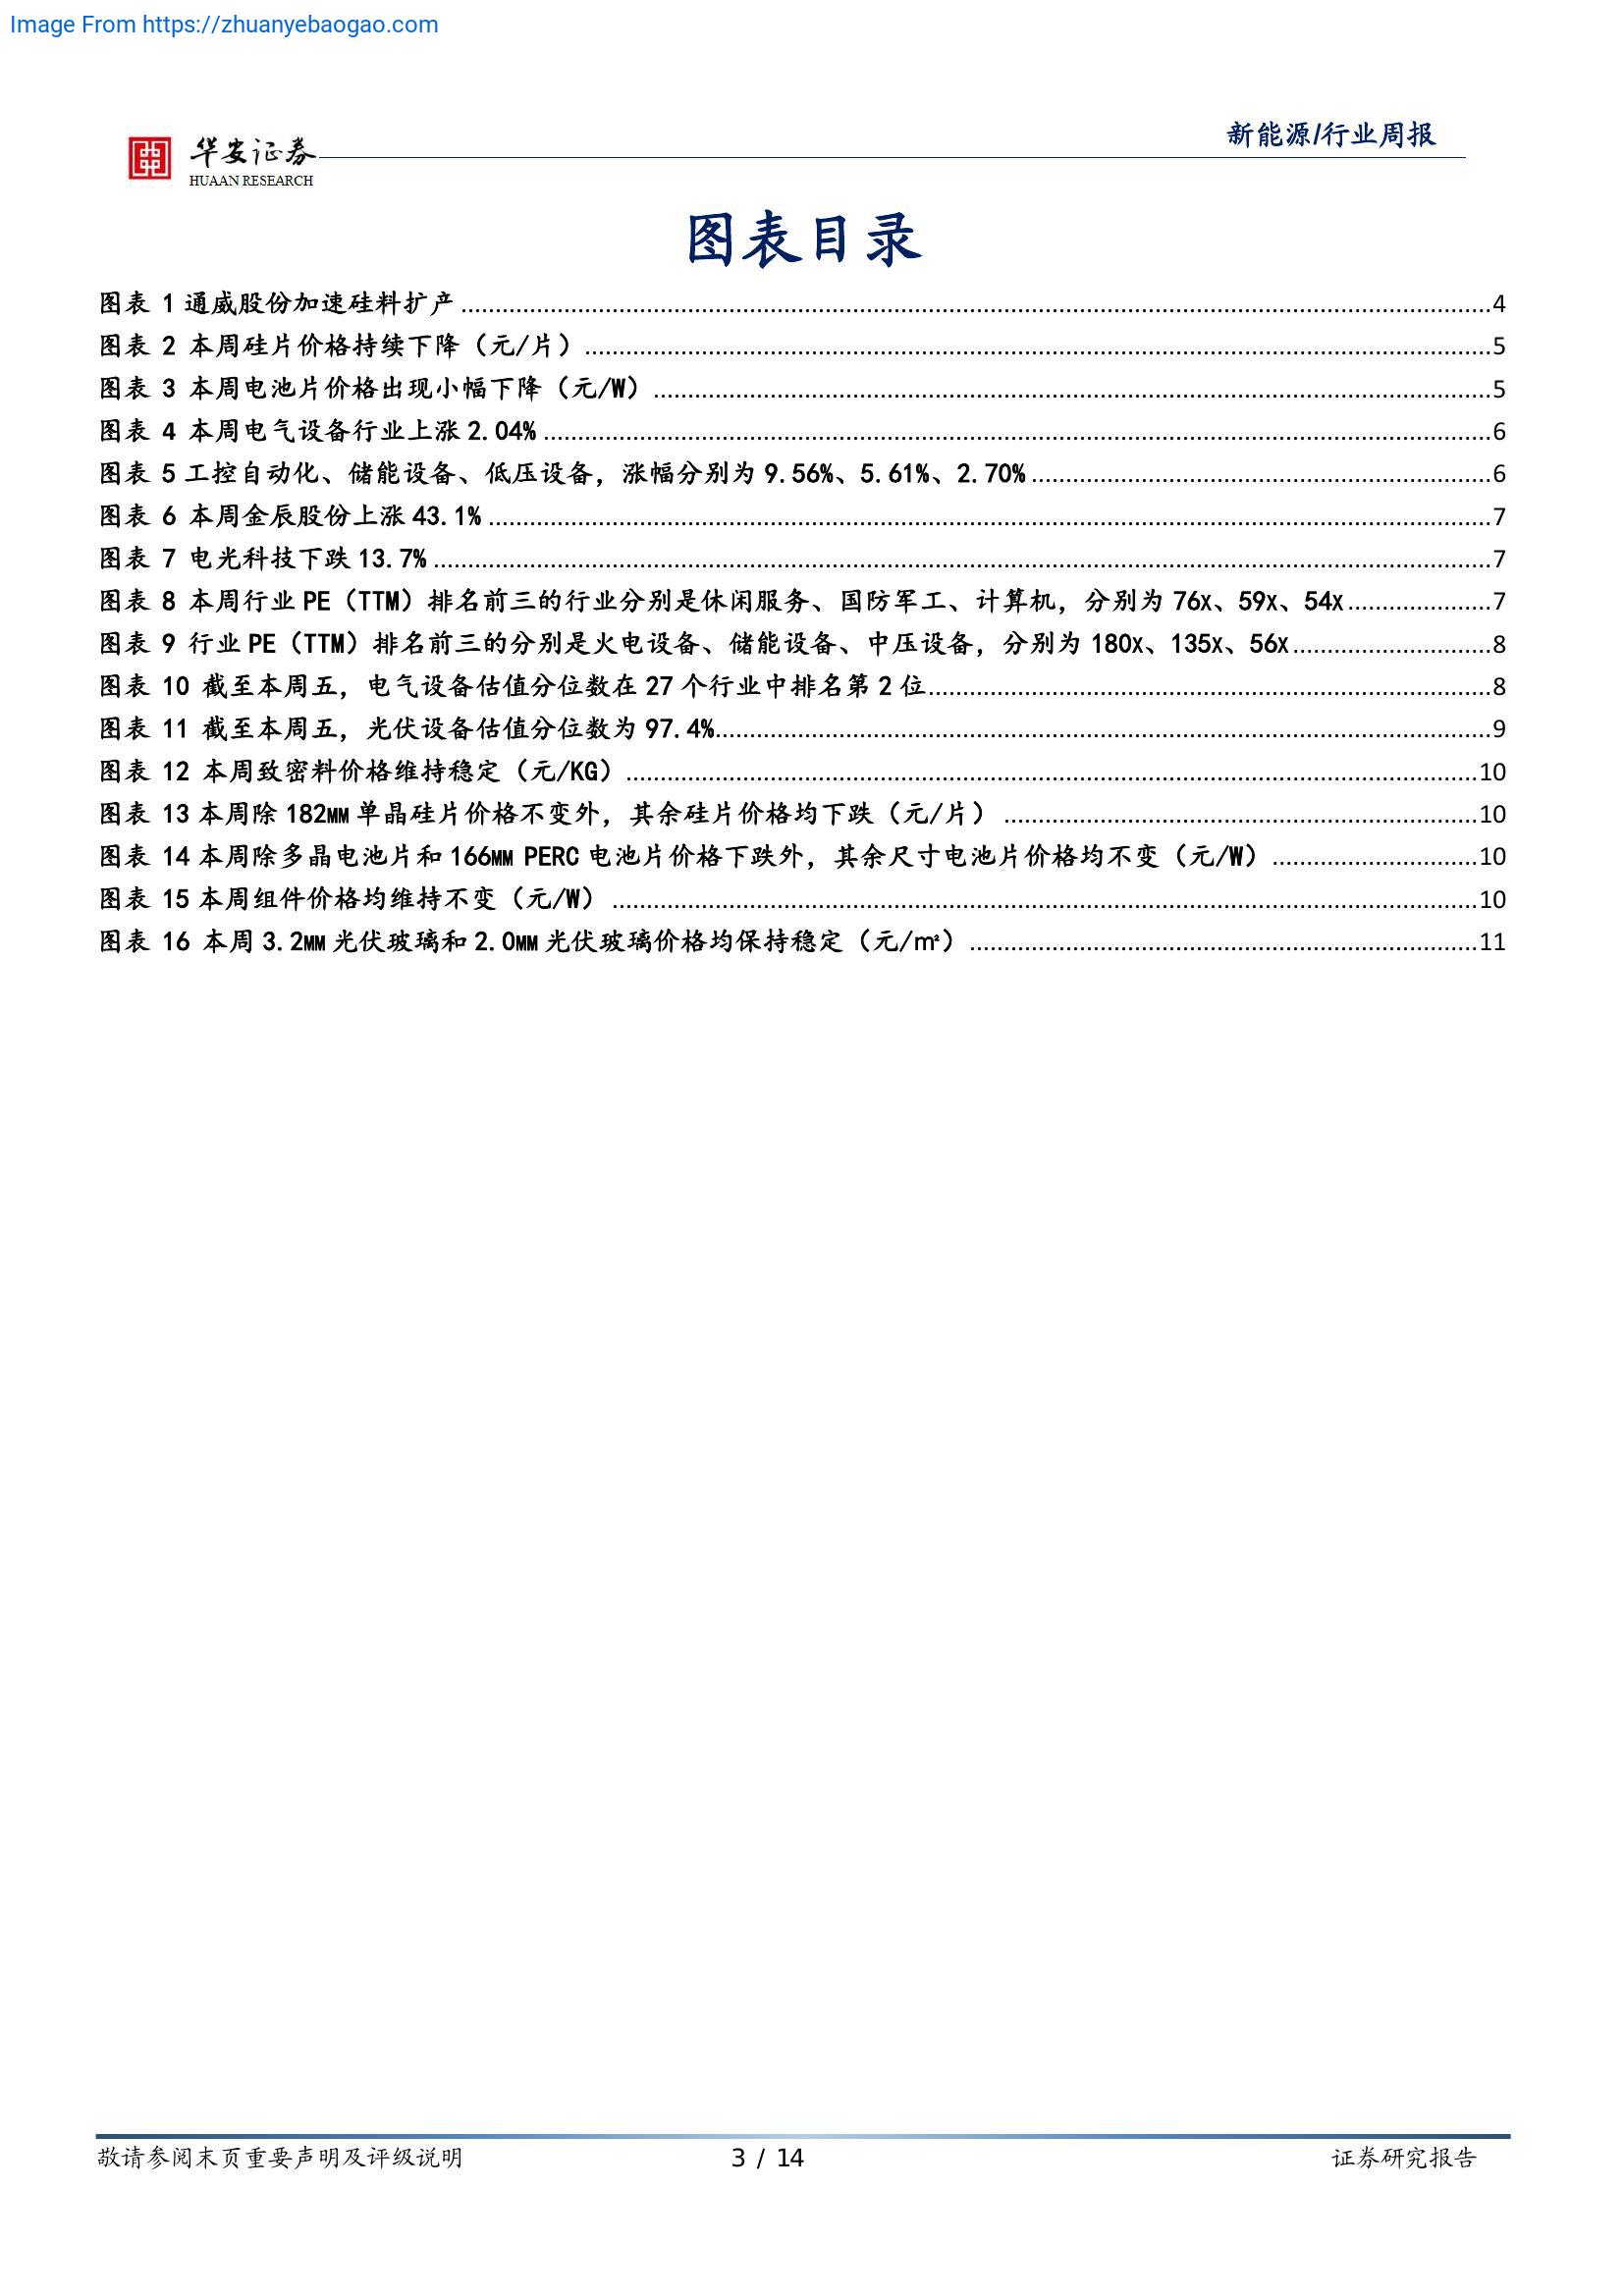 Image From https://zhuanyebaogao.com
新能源/行业周报
华安证券
HUAAN RESEARCH
图表目录
图表 1 通威股份加速硅料扩产 4
图表 2 本周硅片价格持续下降（元/片） 5
图表 3 本周电池片价格出现小幅下降（元/W） 5
图表 4 本周电气设备行业上涨 2.04% 6
图表 5 工控自动化、储能设备、低压设备，涨幅分别为 9.56%、5.61%、2.70% 6
图表 6 本周金辰股份上涨 43.1% 7
图表 7 电光科技下跌 13.7% 7
图表 8 本周行业 PE（TTM）排名前三的行业分别是休闲服务、国防军工、计算机，分别为 76X、59X、54X 7
图表 9 行业 PE（TTM）排名前三的分别是火电设备、储能设备、中压设备，分别为 180X、135X、56X 8
图表 10 截至本周五，电气设备估值分位数在 27 个行业中排名第 2 位 8
图表 11 截至本周五，光伏设备估值分位数为 97.4% 9
图表 12 本周致密料价格维持稳定（元/KG） 10
图表 13 本周除 182MM 单晶硅片价格不变外，其余硅片价格均下跌（元/片） 10
图表 14 本周除多晶电池片和 166MM PERC 电池片价格下跌外，其余尺寸电池片价格均不变（元/W） 10
图表 15 本周组件价格均维持不变（元/W） 10
图表 16 本周 3.2MM 光伏玻璃和 2.0MM 光伏玻璃价格均保持稳定（元/㎡） 11
敬请参阅末页重要声明及评级说明 3 / 14 证券研究报告